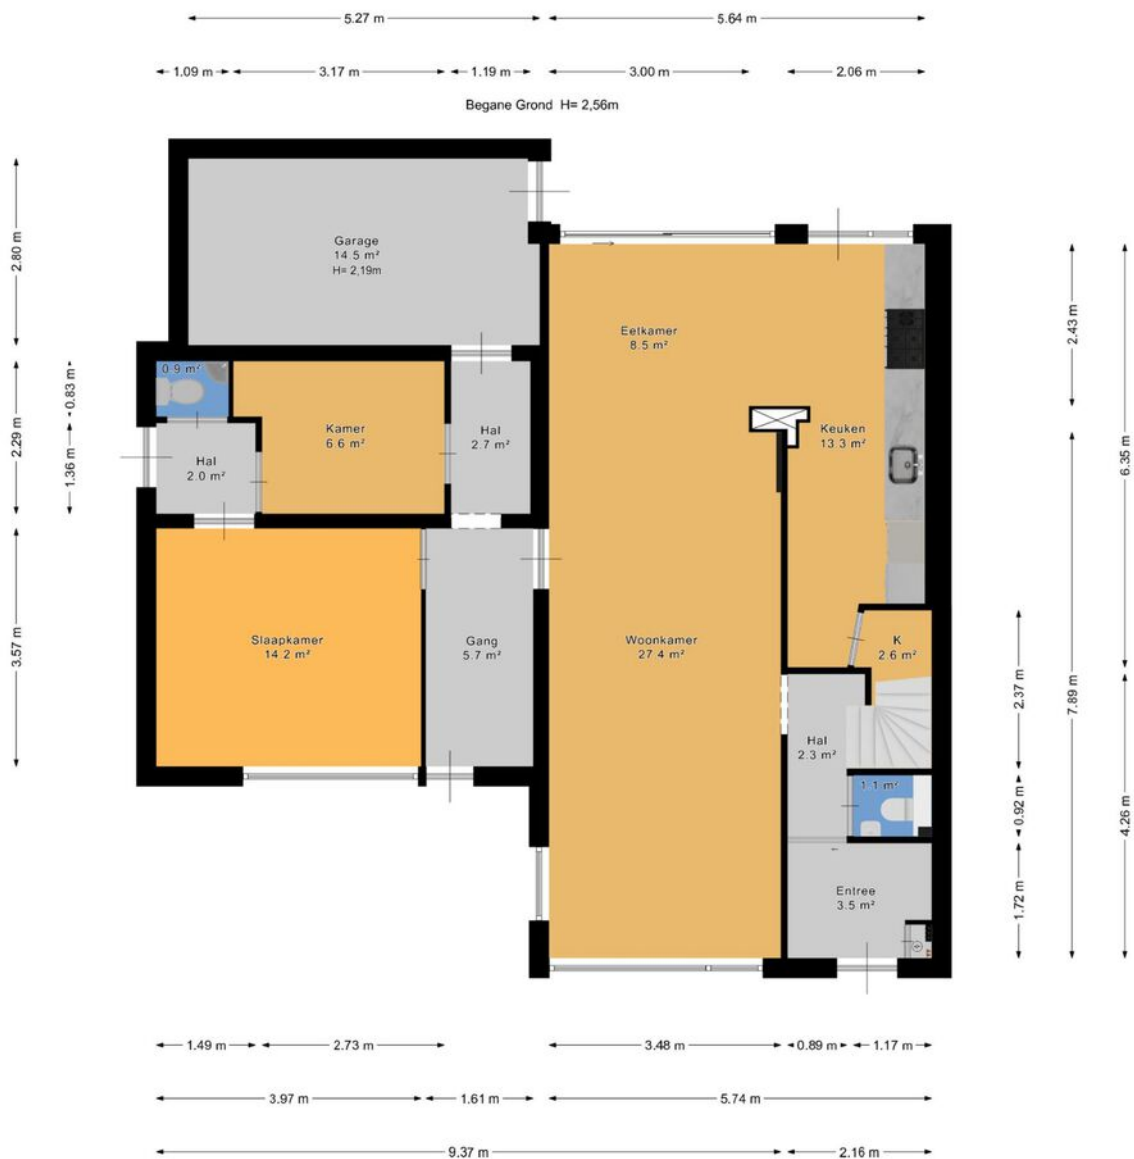 5.27 m
5.64 m
1.09 m
3.17 m
1.19 m
3.00 m
2.06 m
Begane Grond H= 2,56m
2.80 m
2.29 m
3.57 m
0.83 m
1.36 m
Garage
14.5 m²
H= 2,19m
Eetkamer
8.5 m²
0.9 m²
Kamer
6.6 m²
Hal
2.7 m²
Hal
2.0 m²
Keuken
13.3 m²
Slaapkamer
14.2 m²
Gang
5.7 m²
Woonkamer
27.4 m²
K
2.6 m²
Hal
2.3 m²
1.1 m²
Entree
3.5 m²
2.43 m
6.35 m
2.37 m
7.89 m
0.92 m
4.26 m
1.72 m
1.49 m
2.73 m
3.48 m
0.89 m
1.17 m
3.97 m
1.61 m
5.74 m
9.37 m
2.16 m